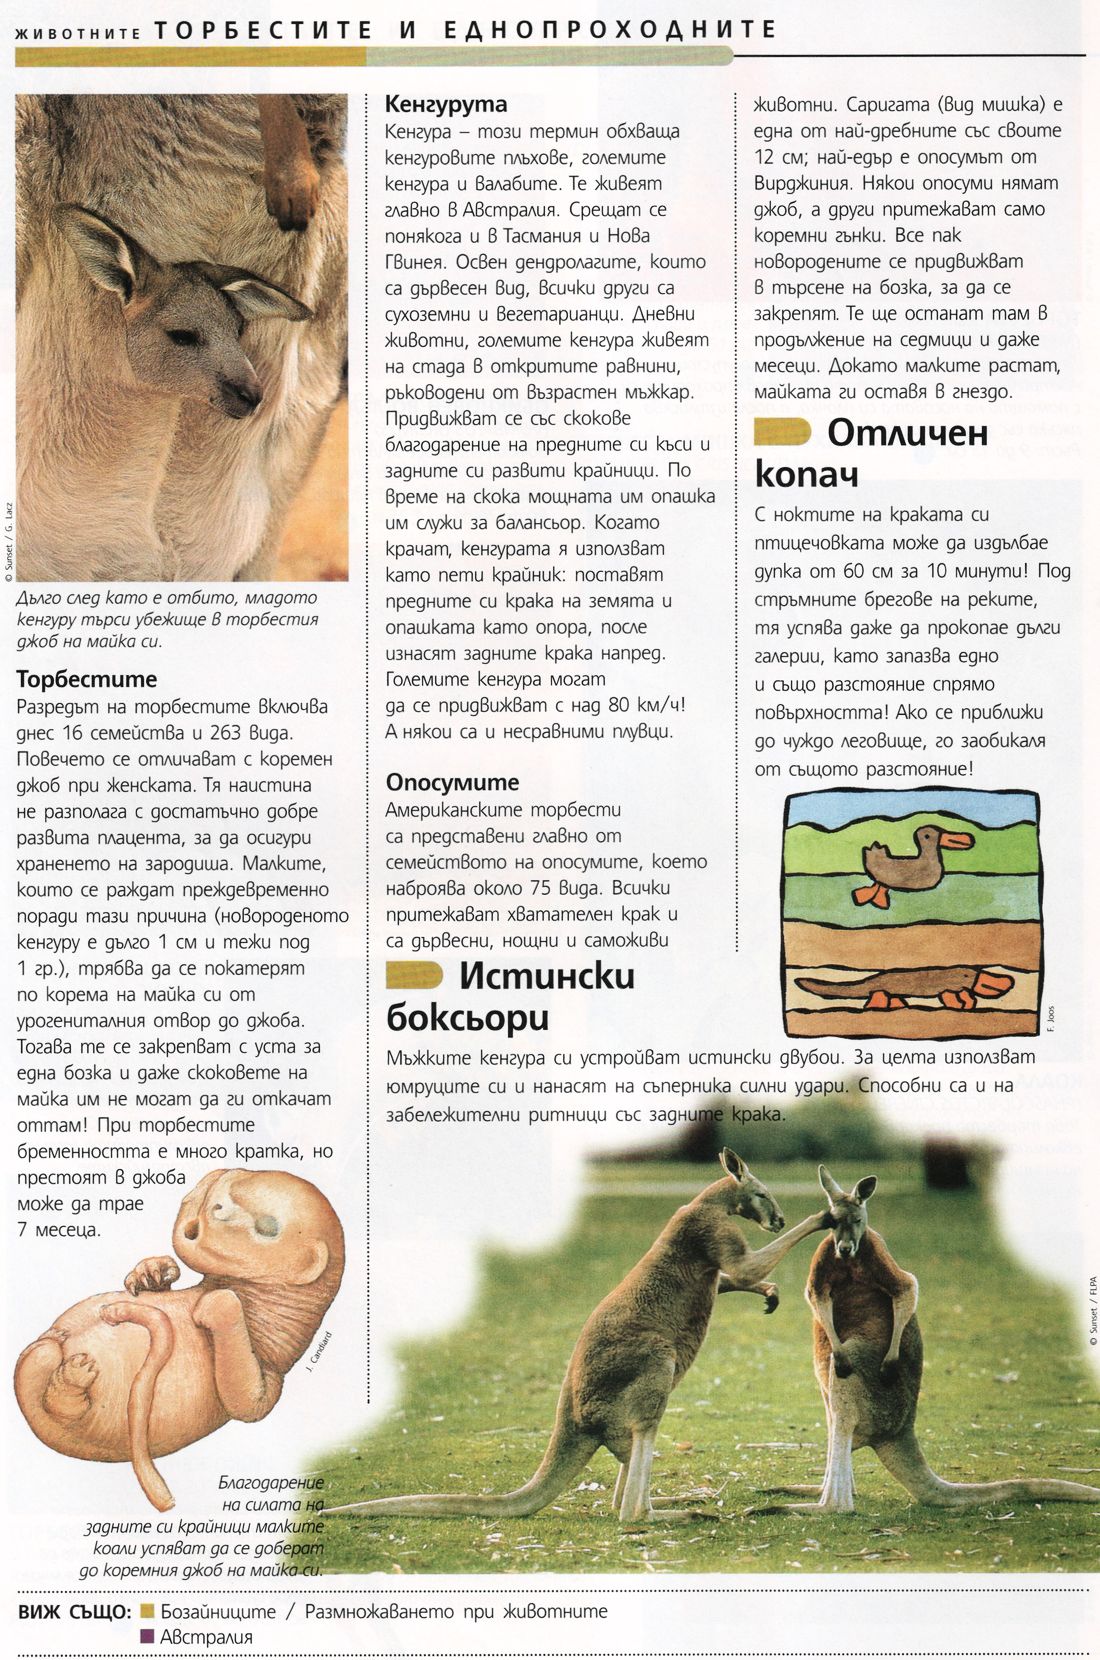 ЖИВОТНИТЕ ТОРБЕСТИТЕ И ЕДНОПРОХОДНИТЕ
© Sunset / G. Lacz
Дълго след като е отбито, младото
кенгуру търси убежище в торбестия
джоб на майка си.
Торбестите
Разредът на торбестите включва
днес 16 семейства и 263 вида.
Повечето се отличават с коремен
джоб при женската. Тя наистина
не разполага с достатъчно добре
развита плацента, за да осигури
храненето на зародиша. Малките,
които се раждат преждевременно
поради тази причина (новороденото
кенгуру е дълго 1 см и тежи под
1 гр.), трябва да се покатерят
по корема на майка си от
урогениталния отвор до джоба.
Тогава те се закрепват с уста за
една бозка и даже скоковете на
майка им не могат да ги откачат
оттам! При торбестите
бременността е много кратка, но
престоят в джоба
може да трае
7 месеца.
J. Candiard
Благодарение
на силата на
задните си крайници малките
коали успяват да се доберат
до коремния джоб на майка си.
Кенгурута
Кенгура – този термин обхваща
кенгуровите плъхове, големите
кенгура и валабите. Те живеят
главно в Австралия. Срещат се
понякога и в Тасмания и Нова
Гвинея. Освен дендролагите, които
са дървесен вид, всички други са
сухоземни и вегетарианци. Дневни
животни, големите кенгура живеят
на стада в откритите равнини,
ръководени от възрастен мъжкар.
Придвижват се със скокове
благодарение на предните си къси и
задните си развити крайници. По
време на скока мощната им опашка
им служи за балансьор. Когато
крачат, кенгурата я използват
като пети крайник: поставят
предните си крака на земята и
опашката като опора, после
изнасят задните крака напред.
Големите кенгура могат
да се придвижват с над 80 км/ч!
А някои са и несравними плувци.
Опосумите
Американските торбести
са представени главно от
семейството на опосумите, което
наброява около 75 вида. Всички
притежават хватателен крак и
са дървесни, нощни и саможиви
животни. Саригата (вид мишка) е
една от най-дребните със своите
12 см; най-едър е опосумът от
Вирджиния. Някои опосуми нямат
джоб, а други притежават само
коремни гънки. Все пак
новородените се придвижват
в търсене на бозка, за да се
закрепят. Те ще останат там в
продължение на седмици и даже
месеци. Докато малките растат,
майката ги оставя в гнездо.
Отличен
копач
С ноктите на краката си
птицечовката може да издълбае
дупка от 60 см за 10 минути! Под
стръмните брегове на реките,
тя успява даже да прокопае дълги
галерии, като запазва едно
и също разстояние спрямо
повърхността! Ако се приближи
до чуждо леговище, го заобикаля
от същото разстояние!
F. Joos
Истински
боксьори
Мъжките кенгура си устройват истински двубои. За целта използват
юмруците си и нанасят на съперника силни удари. Способни са и на
забележителни ритници със задните крака.
© Sunset / FLPA
ВИЖ СЪЩО: Бозайниците / Размножаването при животните
Австралия